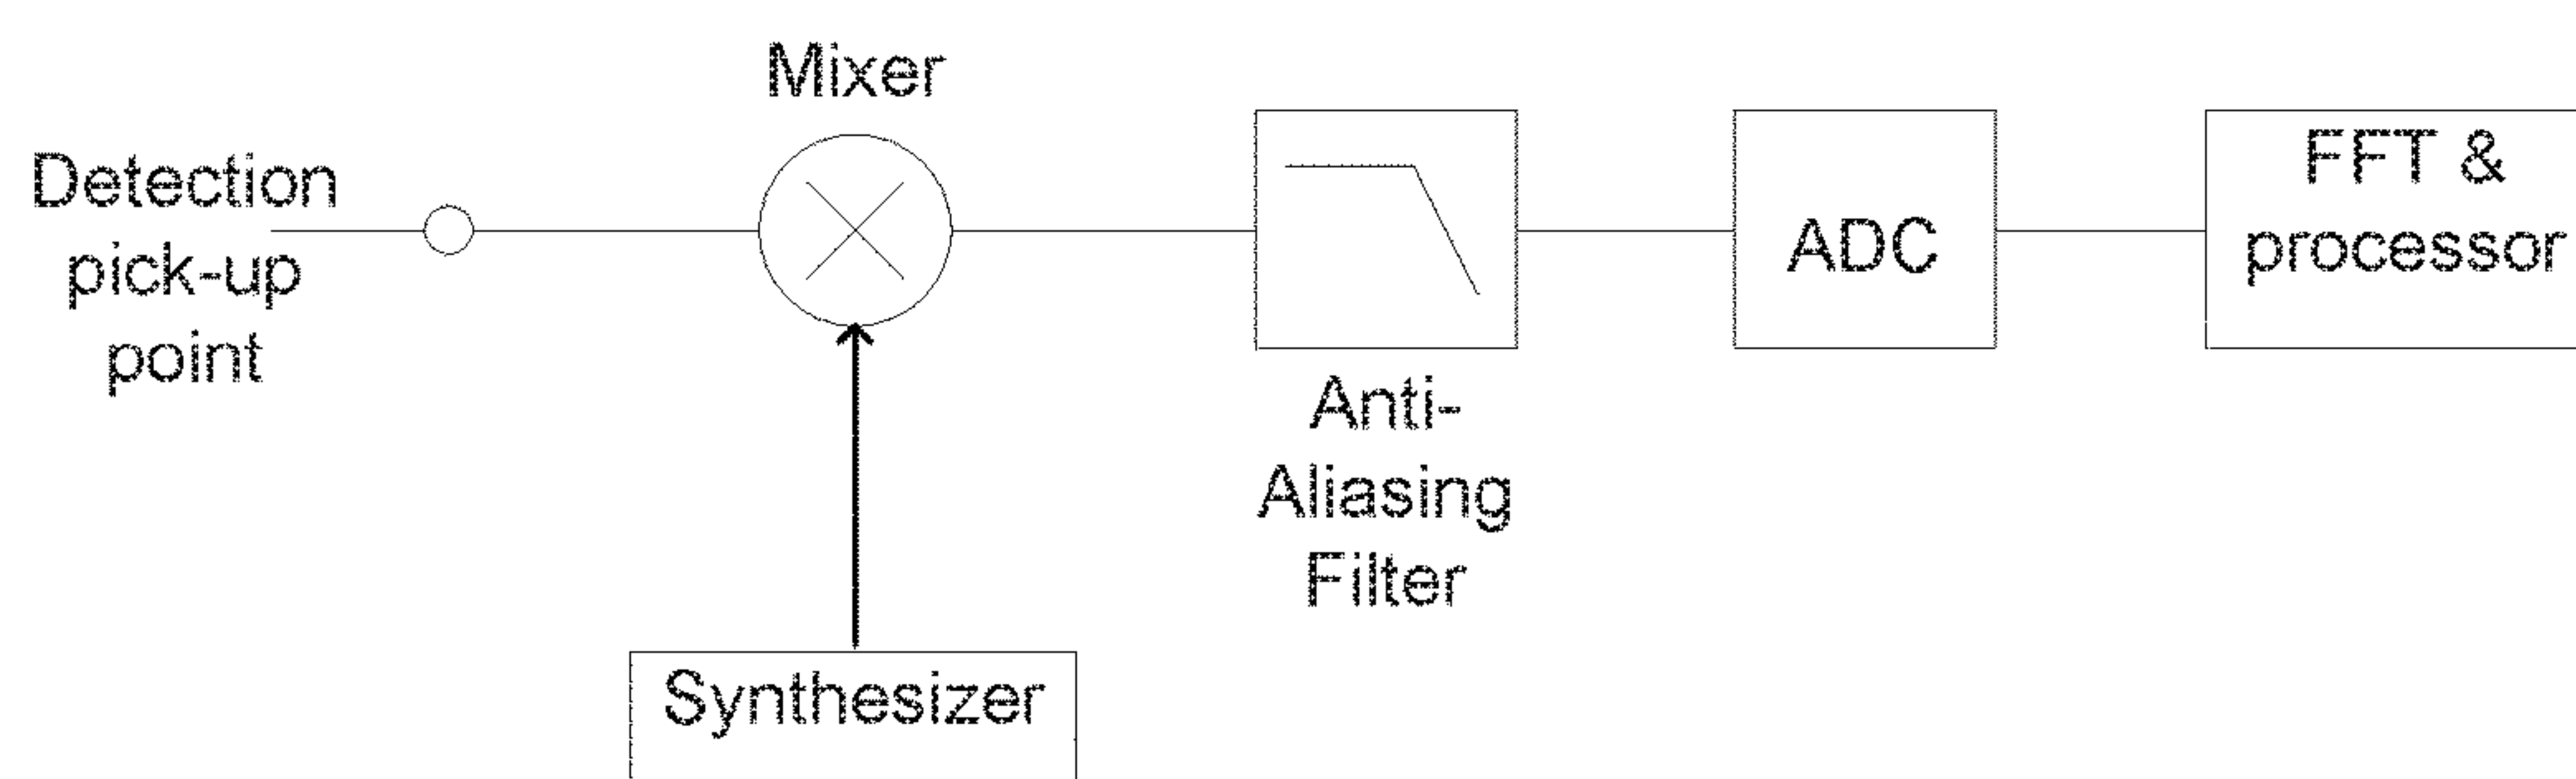 Mixer
Detection
pick-up
point
ADC
FFT &
processor
Anti-
Aliasing
Filter
Synthesizer